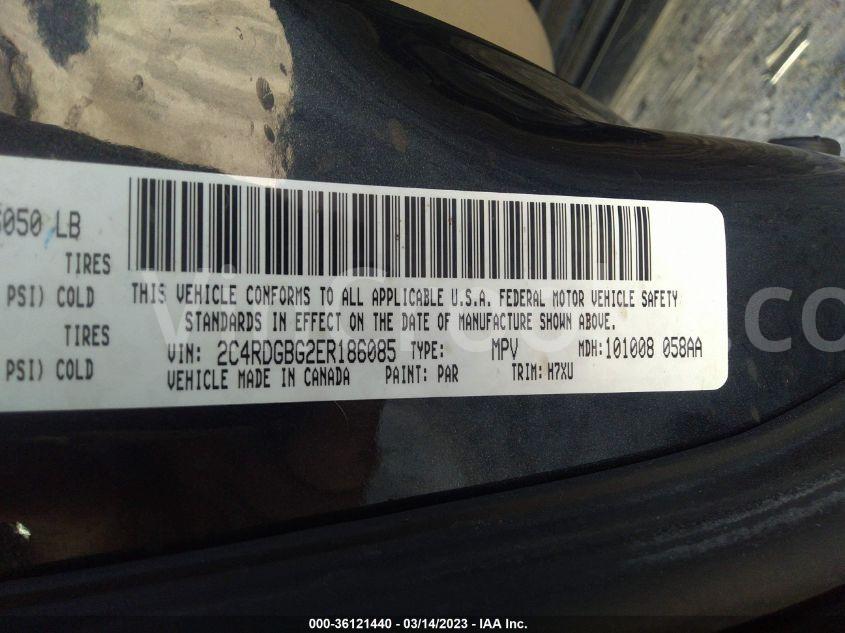 6050 LB
TIRES
PSI) COLD
TIRES
PSI) COLD
THIS VEHICLE CONFORMS TO ALL APPLICABLE U.S.A. FEDERAL MOTOR VEHICLE SAFETY
STANDARDS IN EFFECT ON THE DATE OF MANUFACTURE SHOWN ABOVE.
VIN: 2C4RDGBG2ER186085 TYPE: MPV MDH:101008 058AA
VEHICLE MADE IN CANADA PAINT: PAR TRIM: H7XU
000-36121440 - 03/14/2023 - IAA Inc.